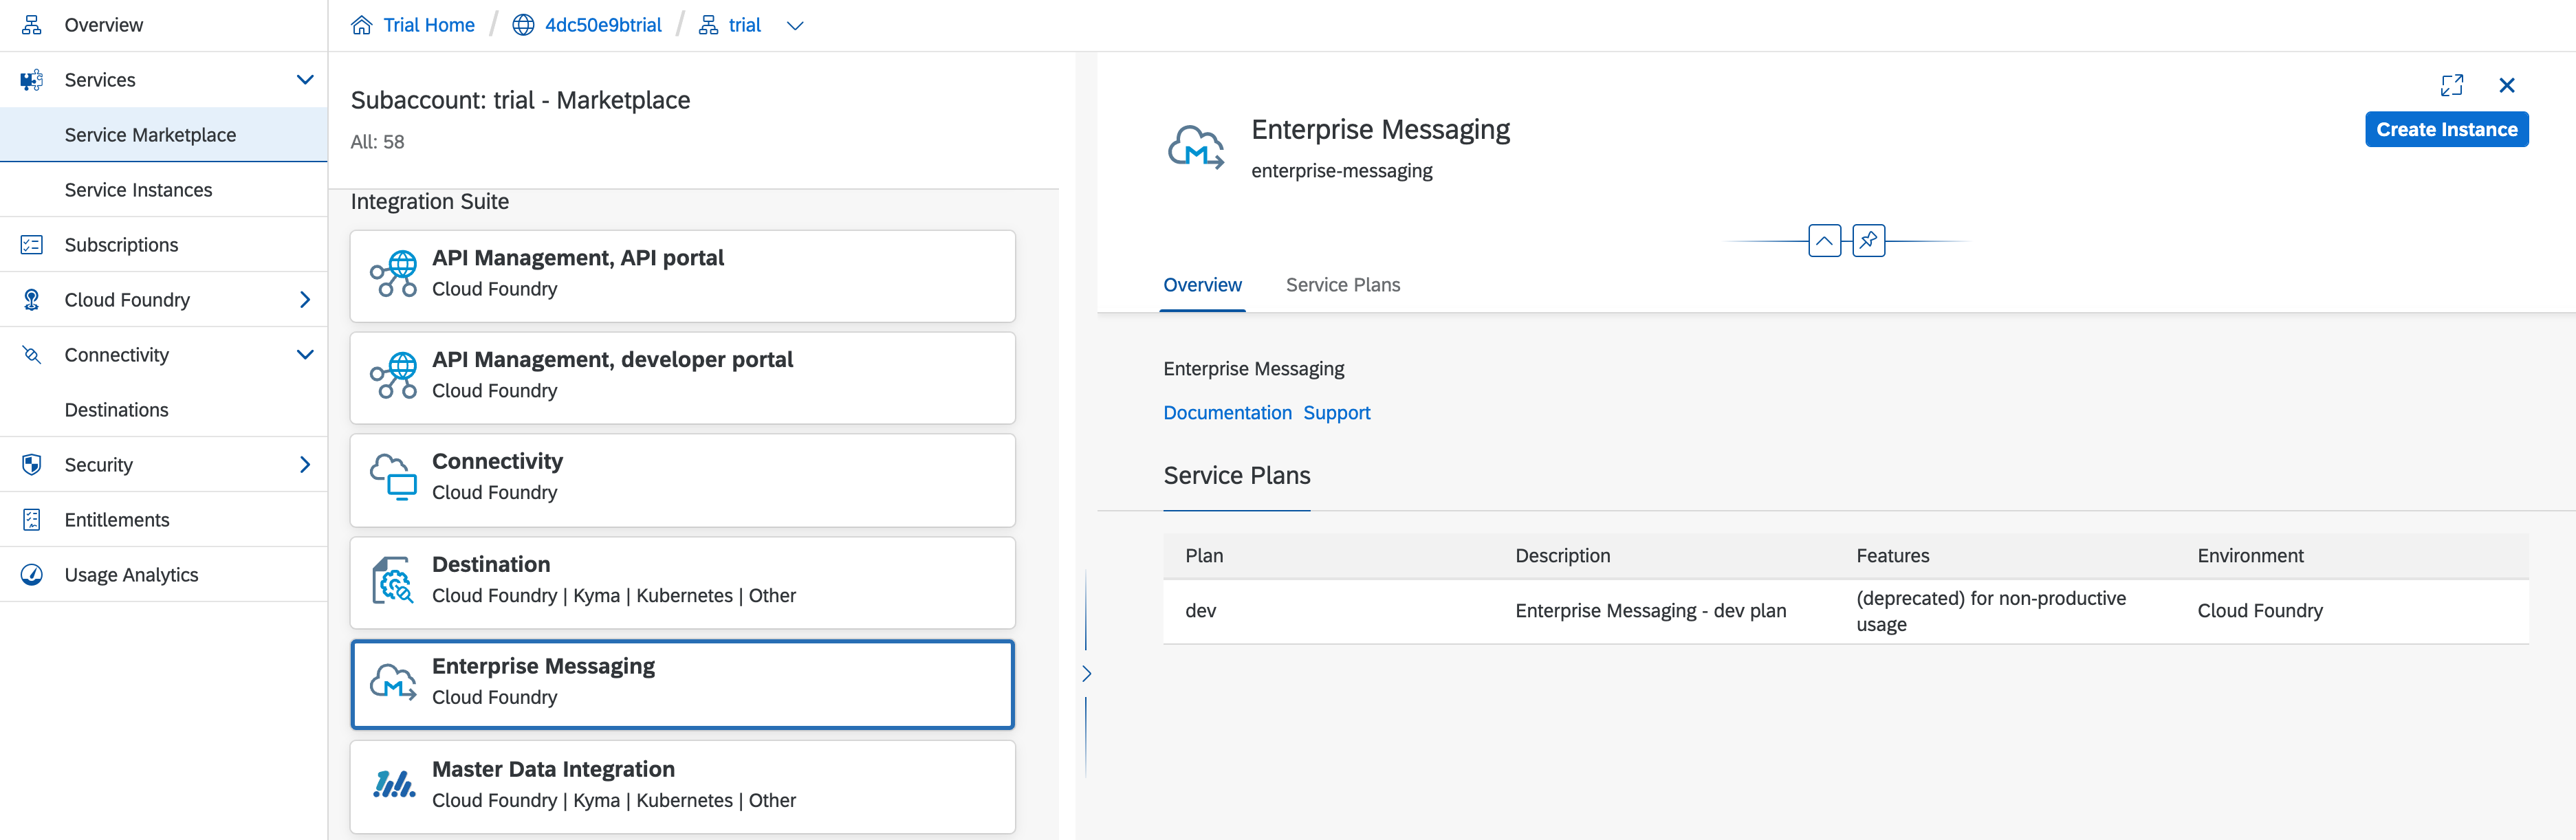 Overview
Services
Service Marketplace
Service Instances
Subscriptions
Cloud Foundry
Connectivity
Destinations
Security
Entitlements
Usage Analytics
Trial Home / 4dc50e9btrial / trial
Subaccount: trial - Marketplace
All: 58
Integration Suite
API Management, API portal
Cloud Foundry
API Management, developer portal
Cloud Foundry
Connectivity
Cloud Foundry
Destination
Cloud Foundry | Kyma | Kubernetes | Other
Enterprise Messaging
Cloud Foundry
Master Data Integration
Cloud Foundry | Kyma | Kubernetes | Other
Enterprise Messaging
enterprise-messaging
Create Instance
Overview Service Plans
Enterprise Messaging
Documentation Support
Service Plans
Plan Description Features Environment
dev Enterprise Messaging - dev plan (deprecated) for non-productive usage Cloud Foundry